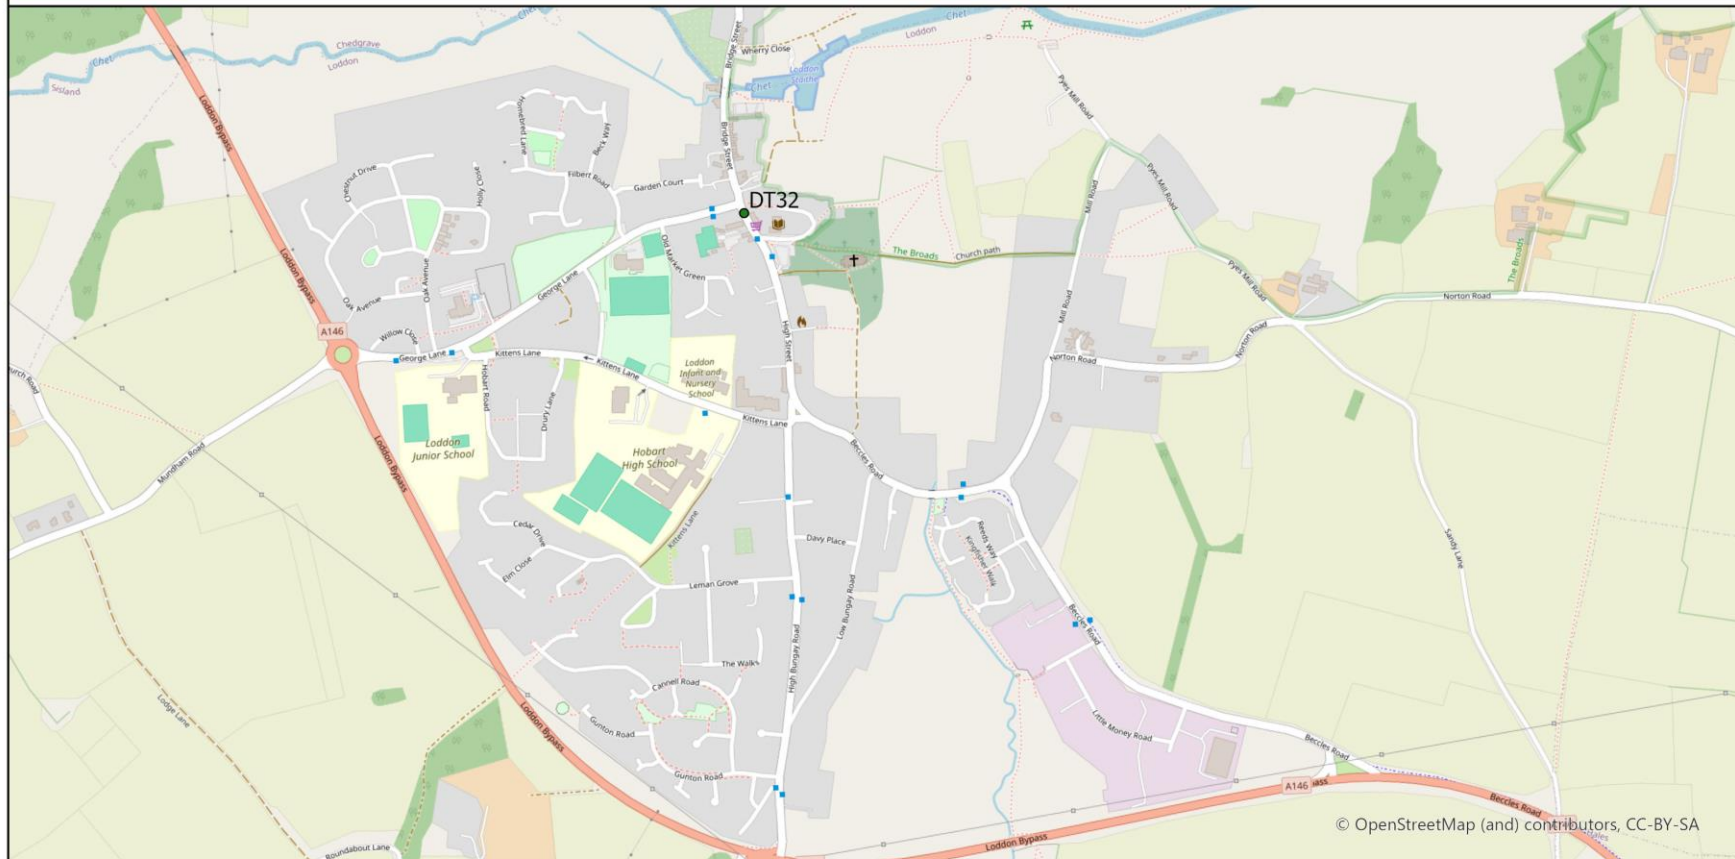 Chet
Chedgrave
Loddon
Chet
Sisland
Bridge Street
Wherry Close
Loddon
Loddon
Staithe
Chet
Pyes Mill Road
Loddon Bypass
Homebred Lane
Beck Way
Bridge Street
Chestnut Drive
Holly Close
Filbert Road
Garden Court
DT32
Mill Road
Pyes Mill Road
Old Market Green
The Broads
Church path
Loddon Bypass
Oak Avenue
George Lane
Pyes Mill Road
The Broads
Norton Road
Oak Avenue
A146
Willow Close
Mill Road
High Street
Norton Road
George Lane
Kittens Lane
Kittens Lane
Norton Road
Loddon
Infant and
Nursery
School
Hobart Road
Drury Lane
Kittens Lane
Mundham Road
Loddon Bypass
Loddon
Junior School
Hobart
High School
Beccles Road
Kittens Lane
Cedar Drive
Davy Place
Reeds Way
Kingfisher Walk
Sandy Lane
Elm Close
Leman Grove
Low Bungay Road
Beccles Road
High Bungay Road
The Walk
Cannell Road
Lodge Lane
Loddon Bypass
Gunton Road
Little Money Road
Beccles Road
Gunton Road
A146
Beccles Road
Loddon Bypass
Roundabout Lane
© OpenStreetMap (and) contributors, CC-BY-SA